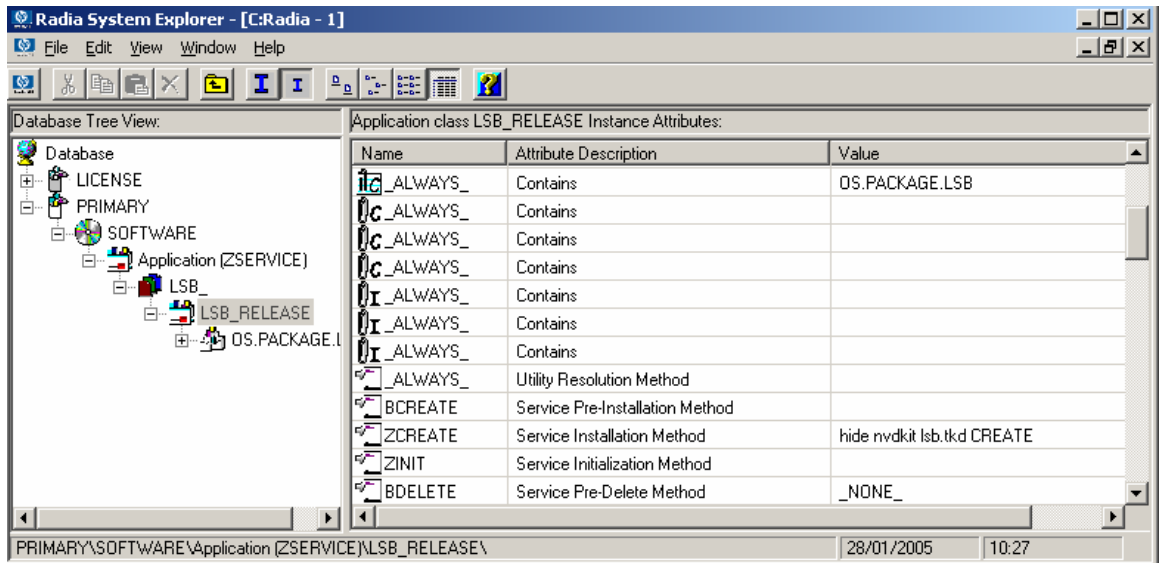 Radia System Explorer - [C:Radia - 1]
File Edit View Window Help
Database Tree View:
Application class LSB_RELEASE Instance Attributes:
Database
LICENSE
PRIMARY
SOFTWARE
Application (ZSERVICE)
LSB_
LSB_RELEASE
OS.PACKAGE.L
Name Attribute Description Value
_ALWAYS_ Contains OS.PACKAGE.LSB
_ALWAYS_ Contains
_ALWAYS_ Contains
_ALWAYS_ Contains
_ALWAYS_ Contains
_ALWAYS_ Contains
_ALWAYS_ Contains
_ALWAYS_ Utility Resolution Method
BCREATE Service Pre-Installation Method
ZCREATE Service Installation Method hide nvdkit lsb.tkd CREATE
ZINIT Service Initialization Method
BDELETE Service Pre-Delete Method _NONE_
PRIMARY\SOFTWARE\Application (ZSERVICE)\LSB_RELEASE\ 28/01/2005 10:27